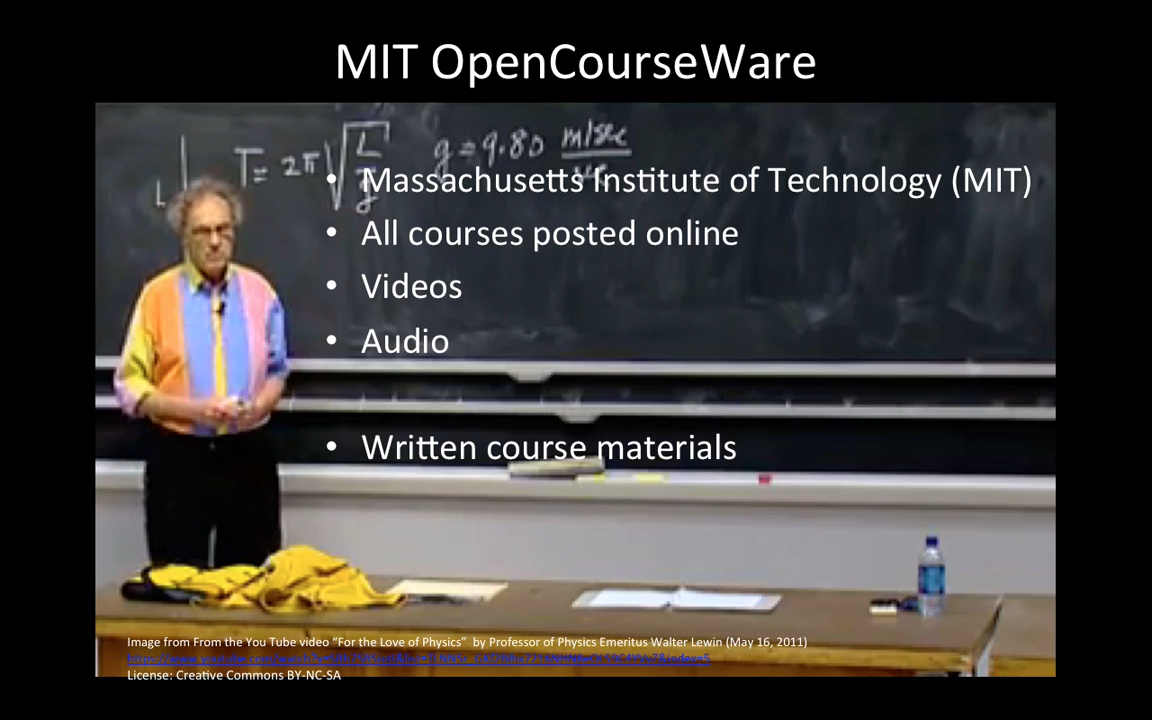 MIT OpenCourseWare
L
T = 2π√L/g
g = 9.80 m/sec
• Massachusetts Institute of Technology (MIT)
• All courses posted online
• Videos
• Audio
• Written course materials
Image from From the You Tube video “For the Love of Physics” by Professor of Physics Emeritus Walter Lewin (May 16, 2011)
License: Creative Commons BY-NC-SA